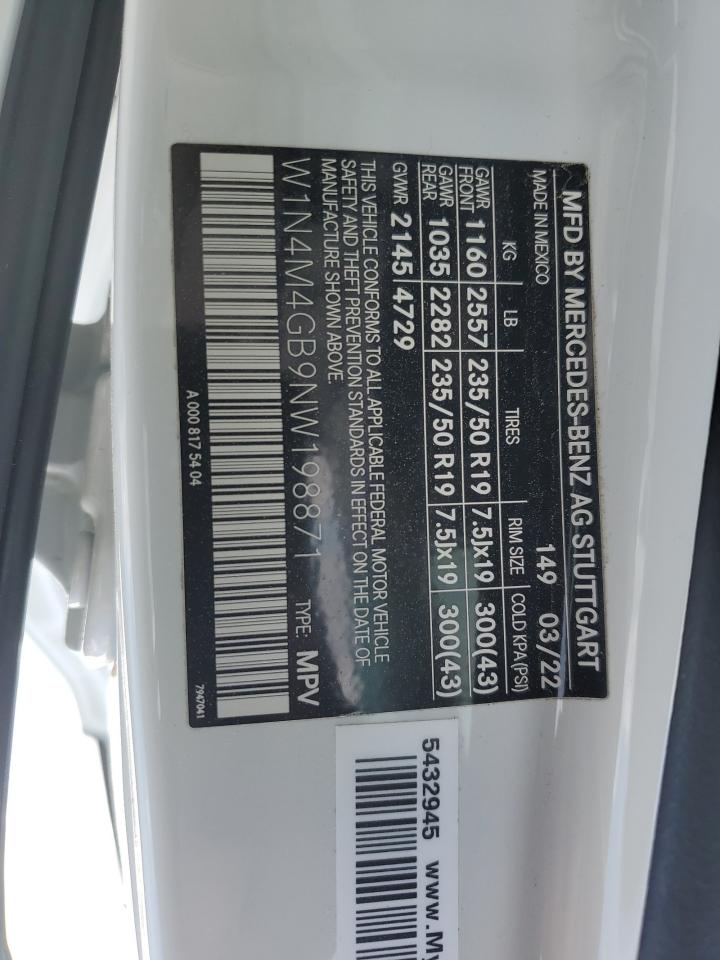 MFD BY MERCEDES-BENZ AG STUTTGART
MADE IN MEXICO 149 03/22
KG LB TIRES RIM SIZE COLD KPA(PSI)
GAWR FRONT 1160 2557 235/50 R19 7.5Jx19 300(43)
GAWR REAR 1035 2282 235/50 R19 7.5Jx19 300(43)
GVWR 2145 4729
THIS VEHICLE CONFORMS TO ALL APPLICABLE FEDERAL MOTOR VEHICLE
SAFETY AND THEFT PREVENTION STANDARDS IN EFFECT ON THE DATE OF
MANUFACTURE SHOWN ABOVE.
W1N4M4GB9NW198871 TYPE: MPV
A 000 817 54 04 7947041
5432945 www.My